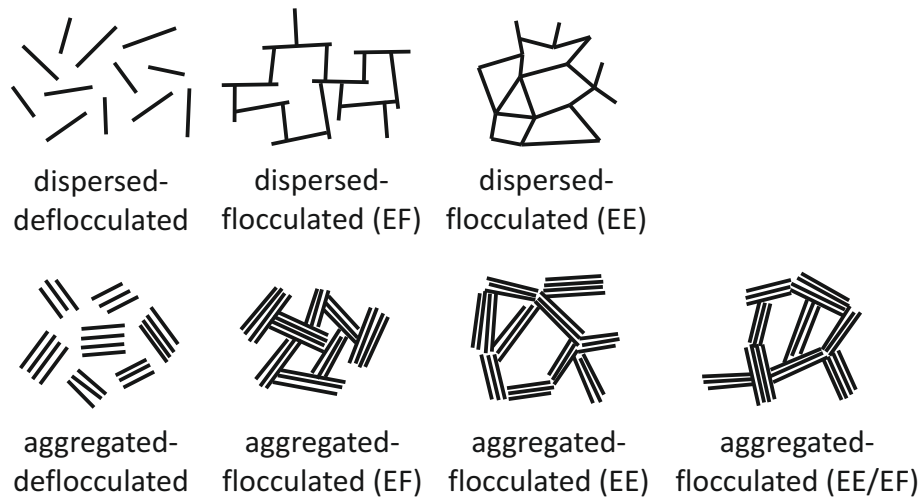 dispersed-
deflocculated
dispersed-
flocculated (EF)
dispersed-
flocculated (EE)
aggregated-
deflocculated
aggregated-
flocculated (EF)
aggregated-
flocculated (EE)
aggregated-
flocculated (EE/EF)